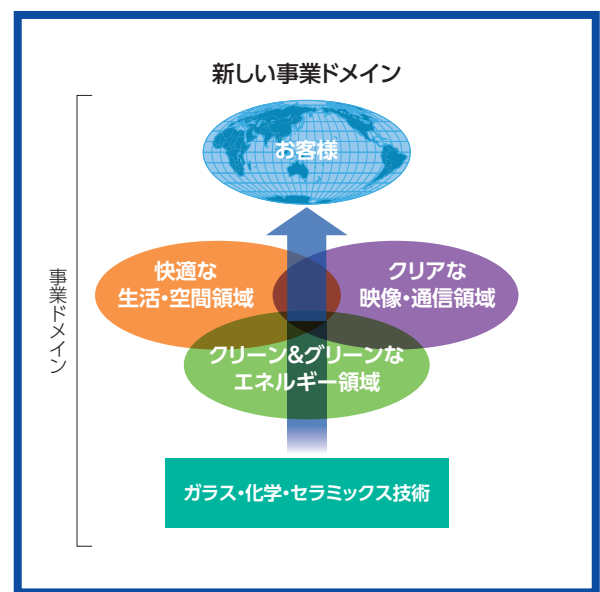 新しい事業ドメイン
お客様
事業ドメイン
快適な
生活・空間領域
クリアな
映像・通信領域
クリーン&グリーンな
エネルギー領域
ガラス・化学・セラミックス技術